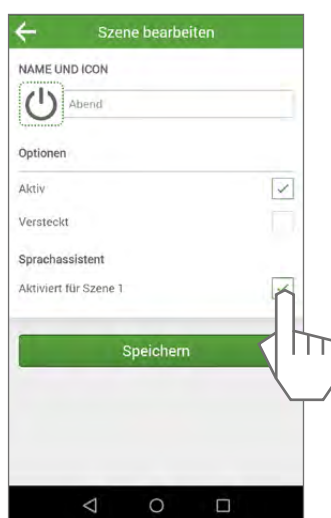 Szene bearbeiten
NAME UND ICON
Abend
Optionen
Aktiv
Versteckt
Sprachassistent
Aktiviert für Szene 1
Speichern